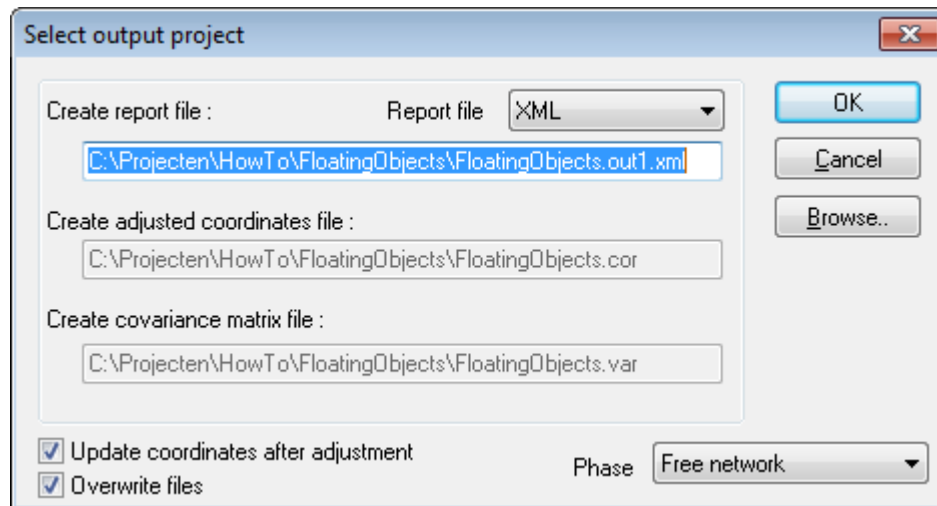 Select output project
Create report file :
Report file
XML
OK
C:\Projecten\HowTo\FloatingObjects\FloatingObjects.out1.xml
Cancel
Create adjusted coordinates file :
Browse..
C:\Projecten\HowTo\FloatingObjects\FloatingObjects.cor
Create covariance matrix file :
C:\Projecten\HowTo\FloatingObjects\FloatingObjects.var
Update coordinates after adjustment
Phase
Free network
Overwrite files